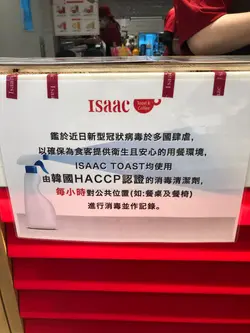 ISAAC Toast & Coffee
鑑於近日新型冠狀病毒於多國肆虐,
以確保為食客提供衛生且安心的用餐環境,
ISAAC TOAST均使用
由韓國HACCP認證的消毒清潔劑,
每小時對公共位置(如:餐桌及餐椅)
進行消毒並作記錄。